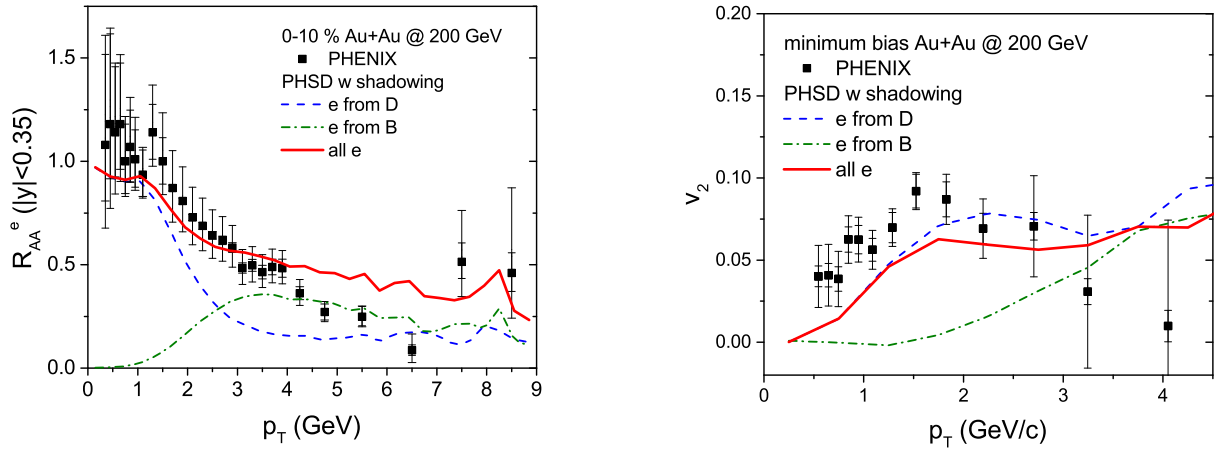 0-10 % Au+Au @ 200 GeV
PHENIX
PHSD w shadowing
e from D
e from B
all e
1.5
1.0
0.5
0.0
R_AA^e (|y|<0.35)
0 1 2 3 4 5 6 7 8 9
p_T (GeV)
minimum bias Au+Au @ 200 GeV
PHENIX
PHSD w shadowing
e from D
e from B
all e
0.20
0.15
0.10
0.05
0.00
v_2
0 1 2 3 4
p_T (GeV/c)